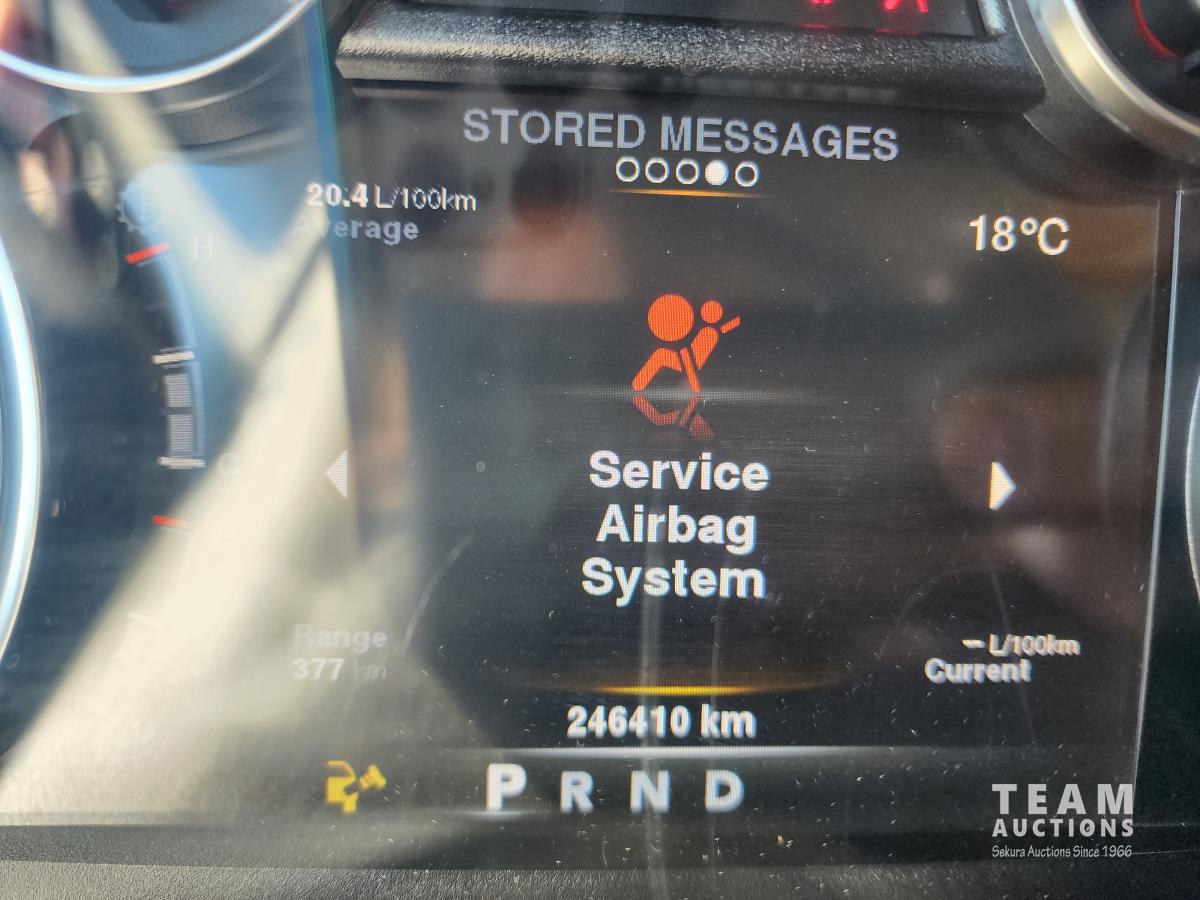 STORED MESSAGES
20.4 L/100km
Average
18°C
H
Service
Airbag
System
C
Range
377 km
-- L/100km
Current
246410 km
P R N D
TEAM
AUCTIONS
Sekura Auctions Since 1966